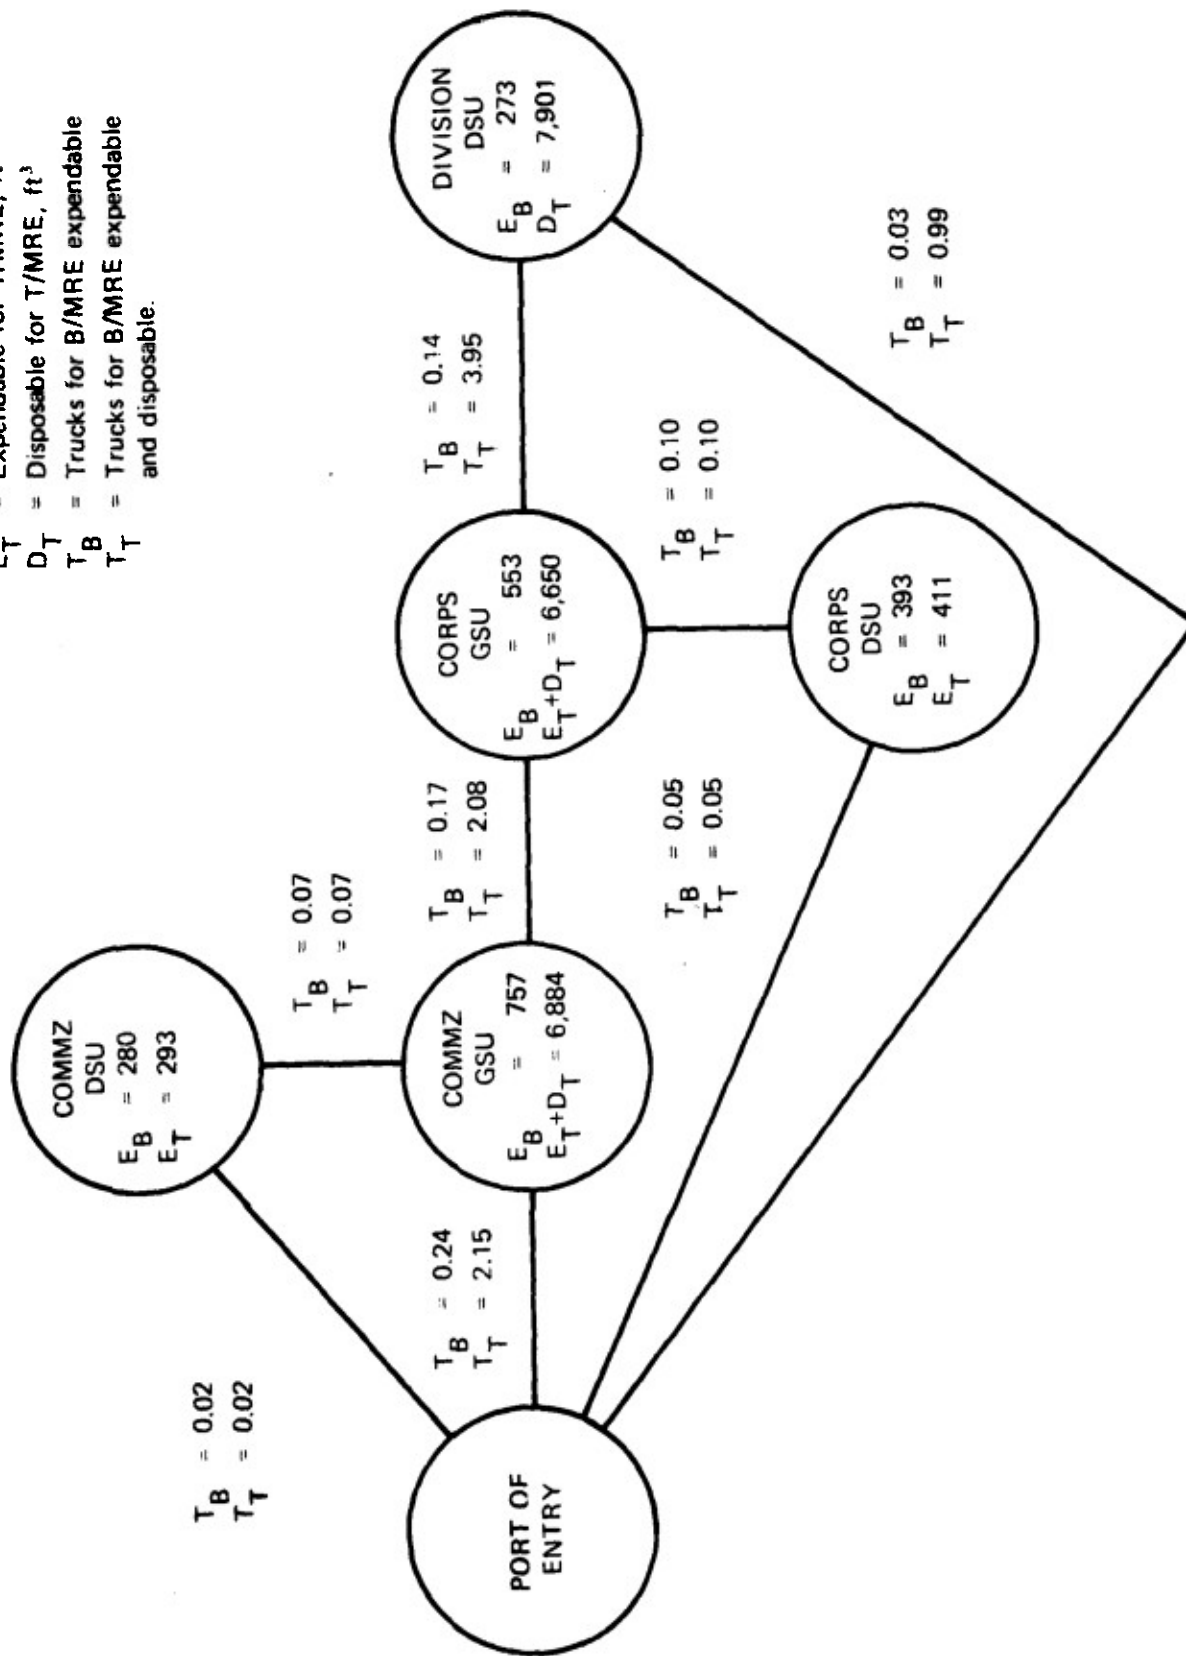 = Disposable for T/MRE, ft³
D_T
T_B = Trucks for B/MRE expendable
T_T = Trucks for B/MRE expendable
and disposable.
COMMZ
DSU
E_B = 280
E_T = 293
T_B = 0.02
T_T = 0.02
T_B = 0.07
T_T = 0.07
PORT OF
ENTRY
T_B = 0.24
T_T = 2.15
COMMZ
GSU
E_B = 757
E_T+D_T = 6,884
T_B = 0.17
T_T = 2.08
CORPS
GSU
E_B = 553
E_T+D_T = 6,650
T_B = 0.14
T_T = 3.95
DIVISION
DSU
E_B = 273
D_T = 7,901
T_B = 0.05
T_T = 0.05
T_B = 0.10
T_T = 0.10
CORPS
DSU
E_B = 393
E_T = 411
T_B = 0.03
T_T = 0.99